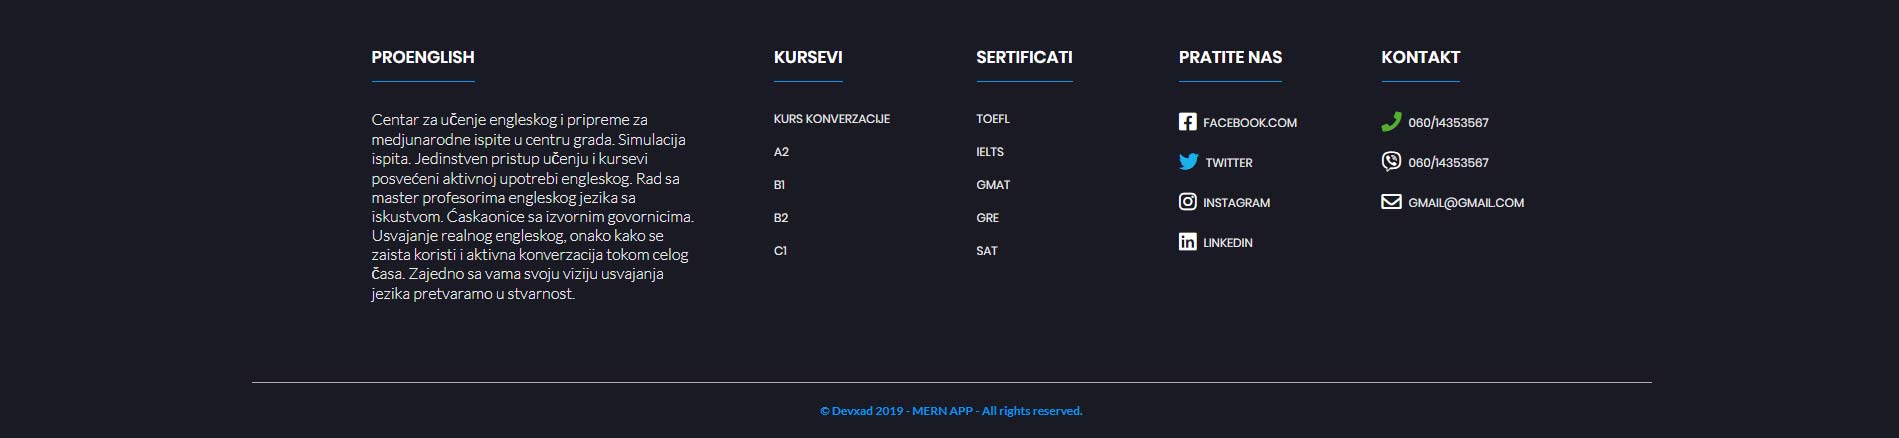 PROENGLISH
Centar za učenje engleskog i pripreme za
medjunarodne ispite u centru grada. Simulacija
ispita. Jedinstven pristup učenju i kursevi
posvećeni aktivnoj upotrebi engleskog. Rad sa
master profesorima engleskog jezika sa
iskustvom. Ćaskaonice sa izvornim govornicima.
Usvajanje realnog engleskog, onako kako se
zaista koristi i aktivna konverzacija tokom celog
časa. Zajedno sa vama svoju viziju usvajanja
jezika pretvaramo u stvarnost.
KURSEVI
KURS KONVERZACIJE
A2
B1
B2
C1
SERTIFICATI
TOEFL
IELTS
GMAT
GRE
SAT
PRATITE NAS
FACEBOOK.COM
TWITTER
INSTAGRAM
LINKEDIN
KONTAKT
060/14353567
060/14353567
GMAIL@GMAIL.COM
© Devxad 2019 - MERN APP - All rights reserved.